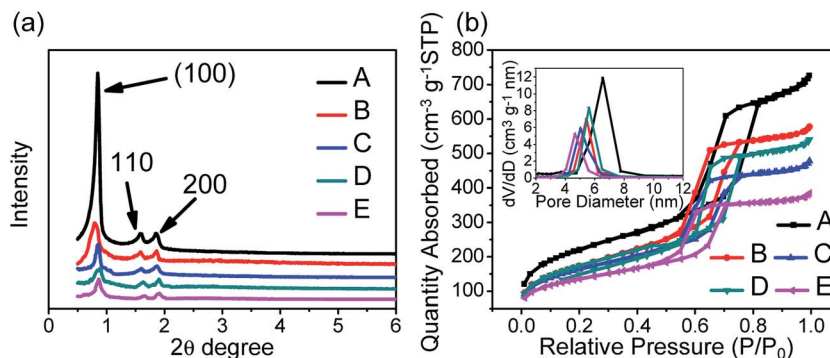 (a)
(100)
110
200
A
B
C
D
E
Intensity
0 1 2 3 4 5 6
2θ degree
(b)
800
700
600
500
400
300
200
100
Quantity Absorbed (cm⁻³ g⁻¹STP)
12
10
8
6
4
2
0
dV/dD (cm³ g⁻¹ nm)
2 4 6 8 10 12
Pore Diameter (nm)
A
B C
D E
0.0 0.2 0.4 0.6 0.8 1.0
Relative Pressure (P/P₀)